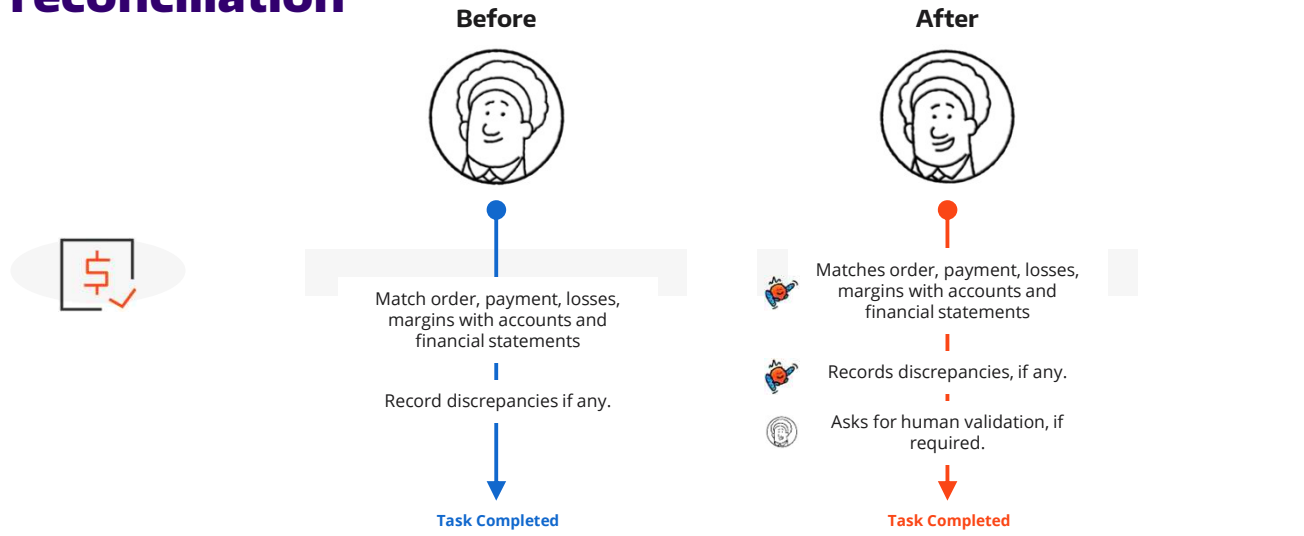 reconciliation
Before
After
Match order, payment, losses,
margins with accounts and
financial statements
Record discrepancies if any.
Task Completed
Matches order, payment, losses,
margins with accounts and
financial statements
Records discrepancies, if any.
Asks for human validation, if
required.
Task Completed